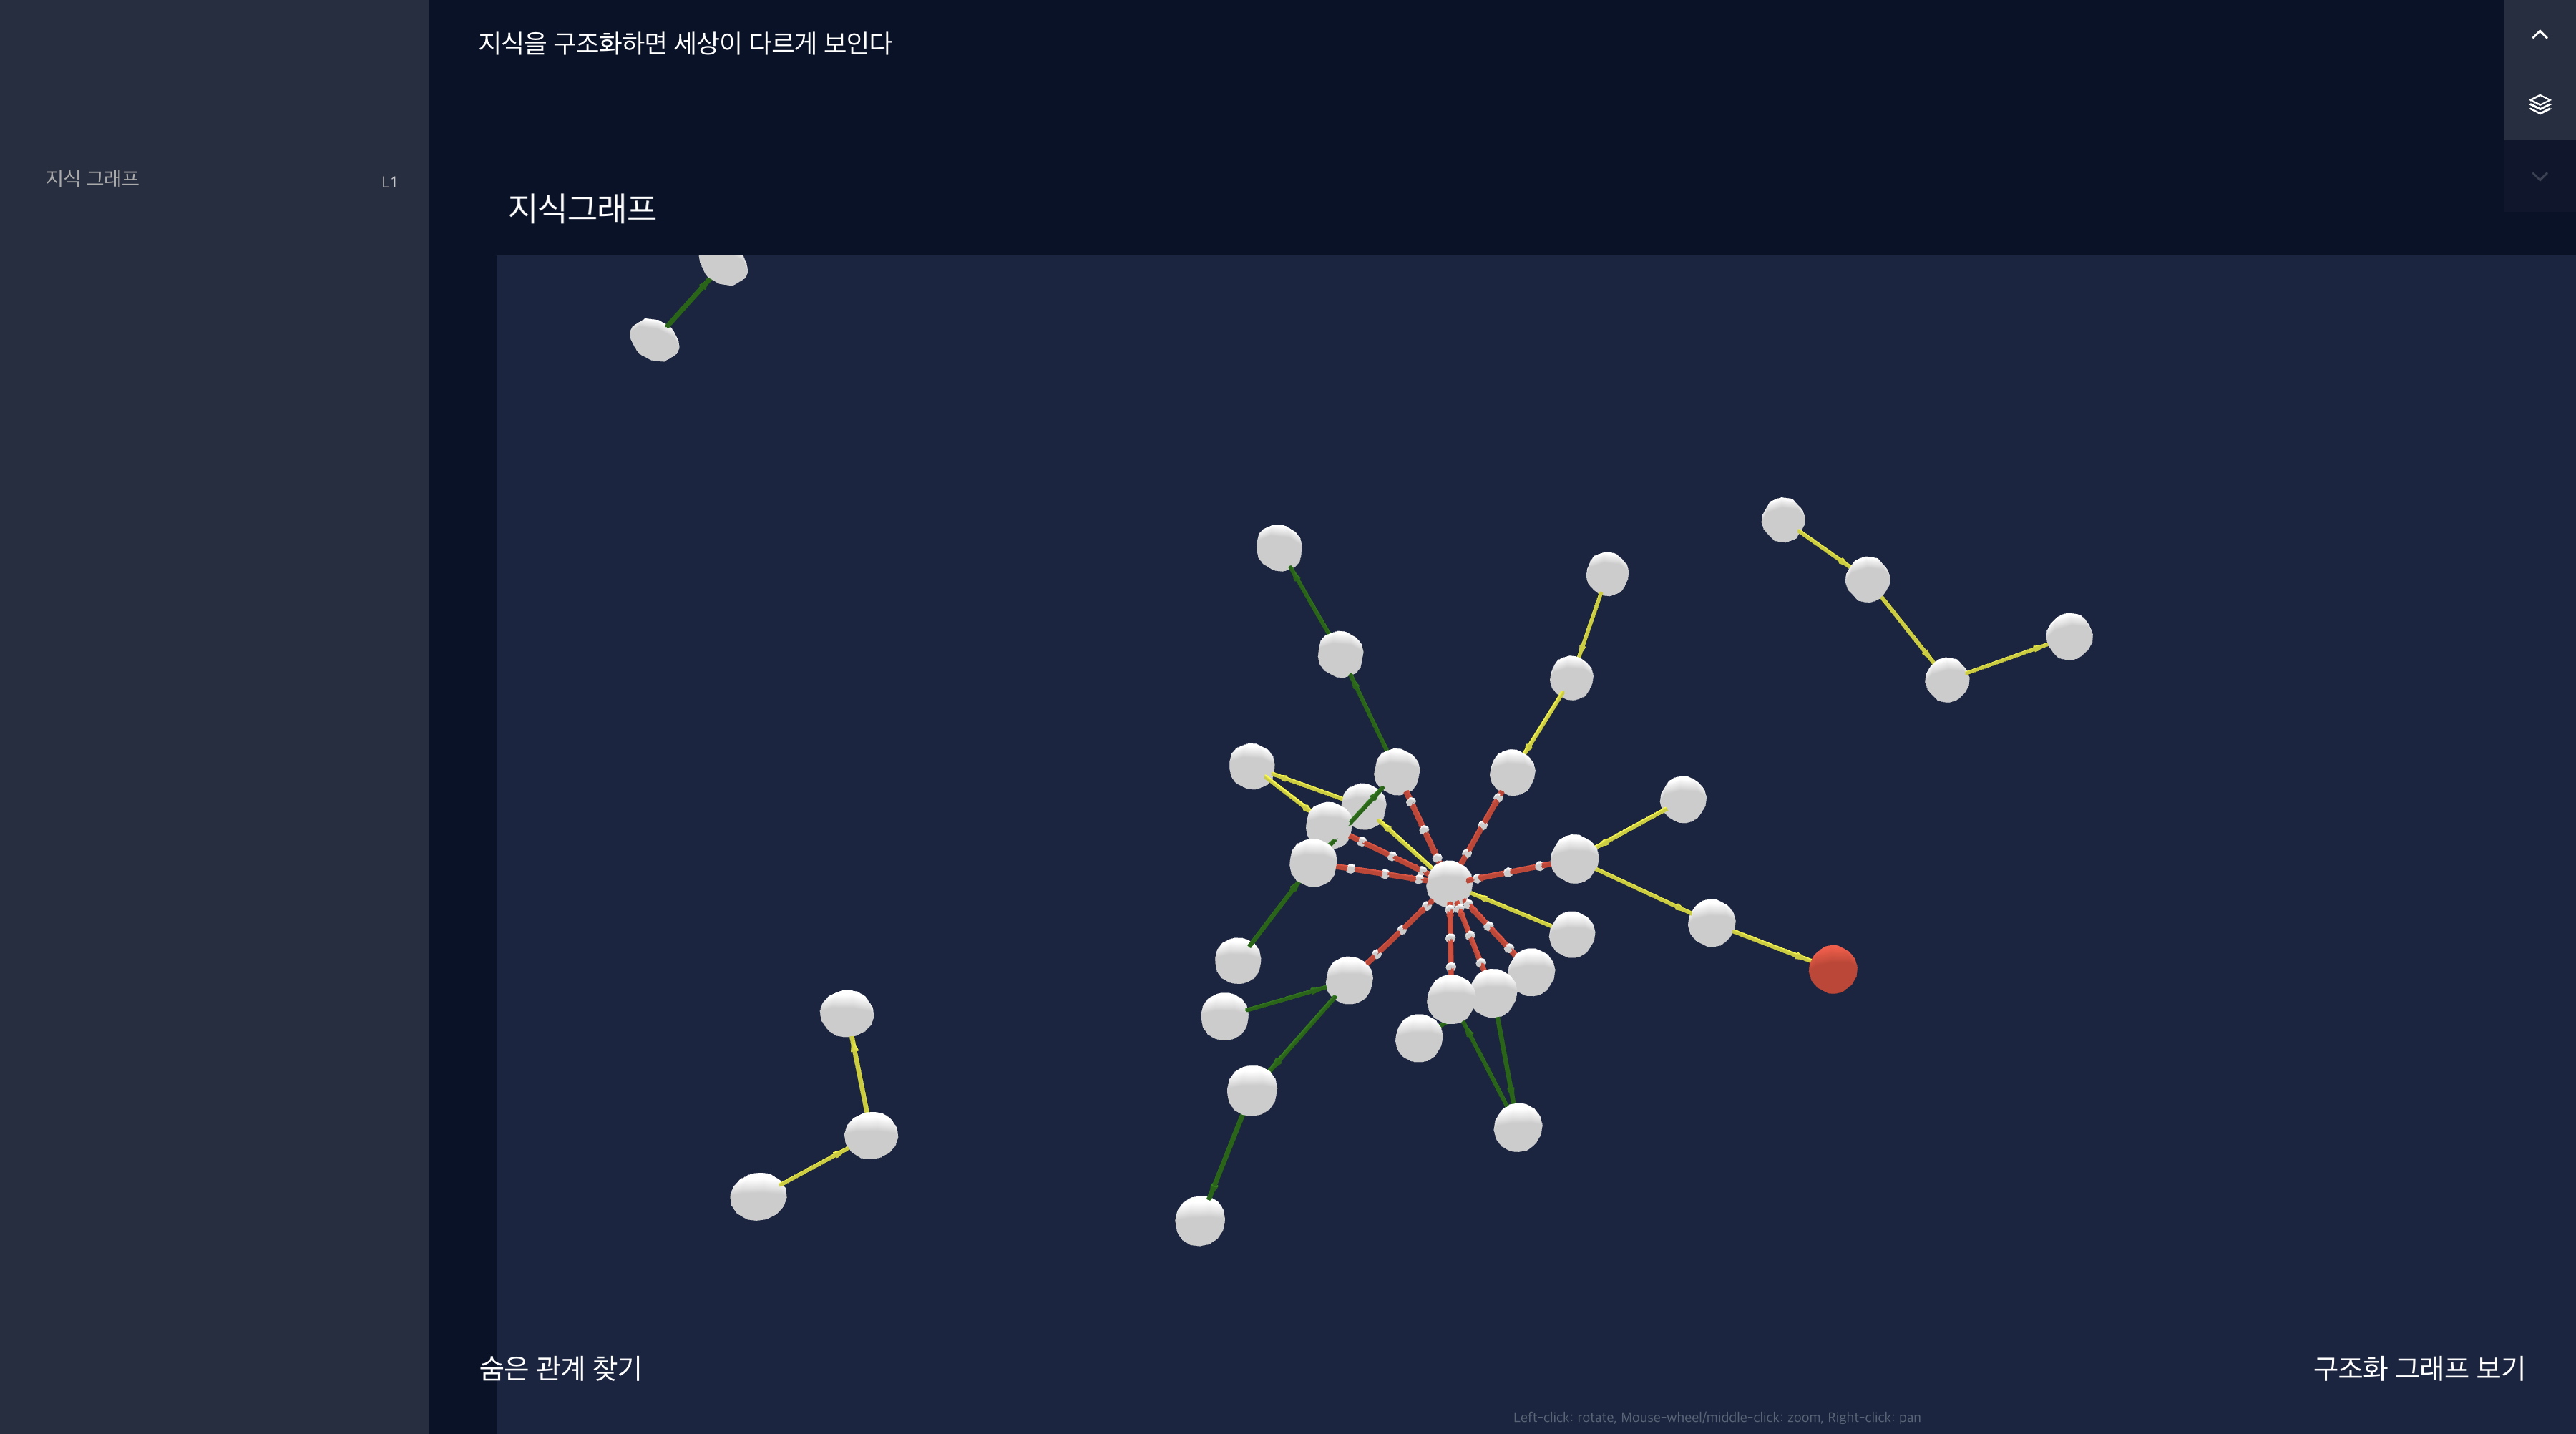 지식을 구조화하면 세상이 다르게 보인다
지식 그래프
L1
지식그래프
숨은 관계 찾기
구조화 그래프 보기
Left-click: rotate, Mouse-wheel/middle-click: zoom, Right-click: pan